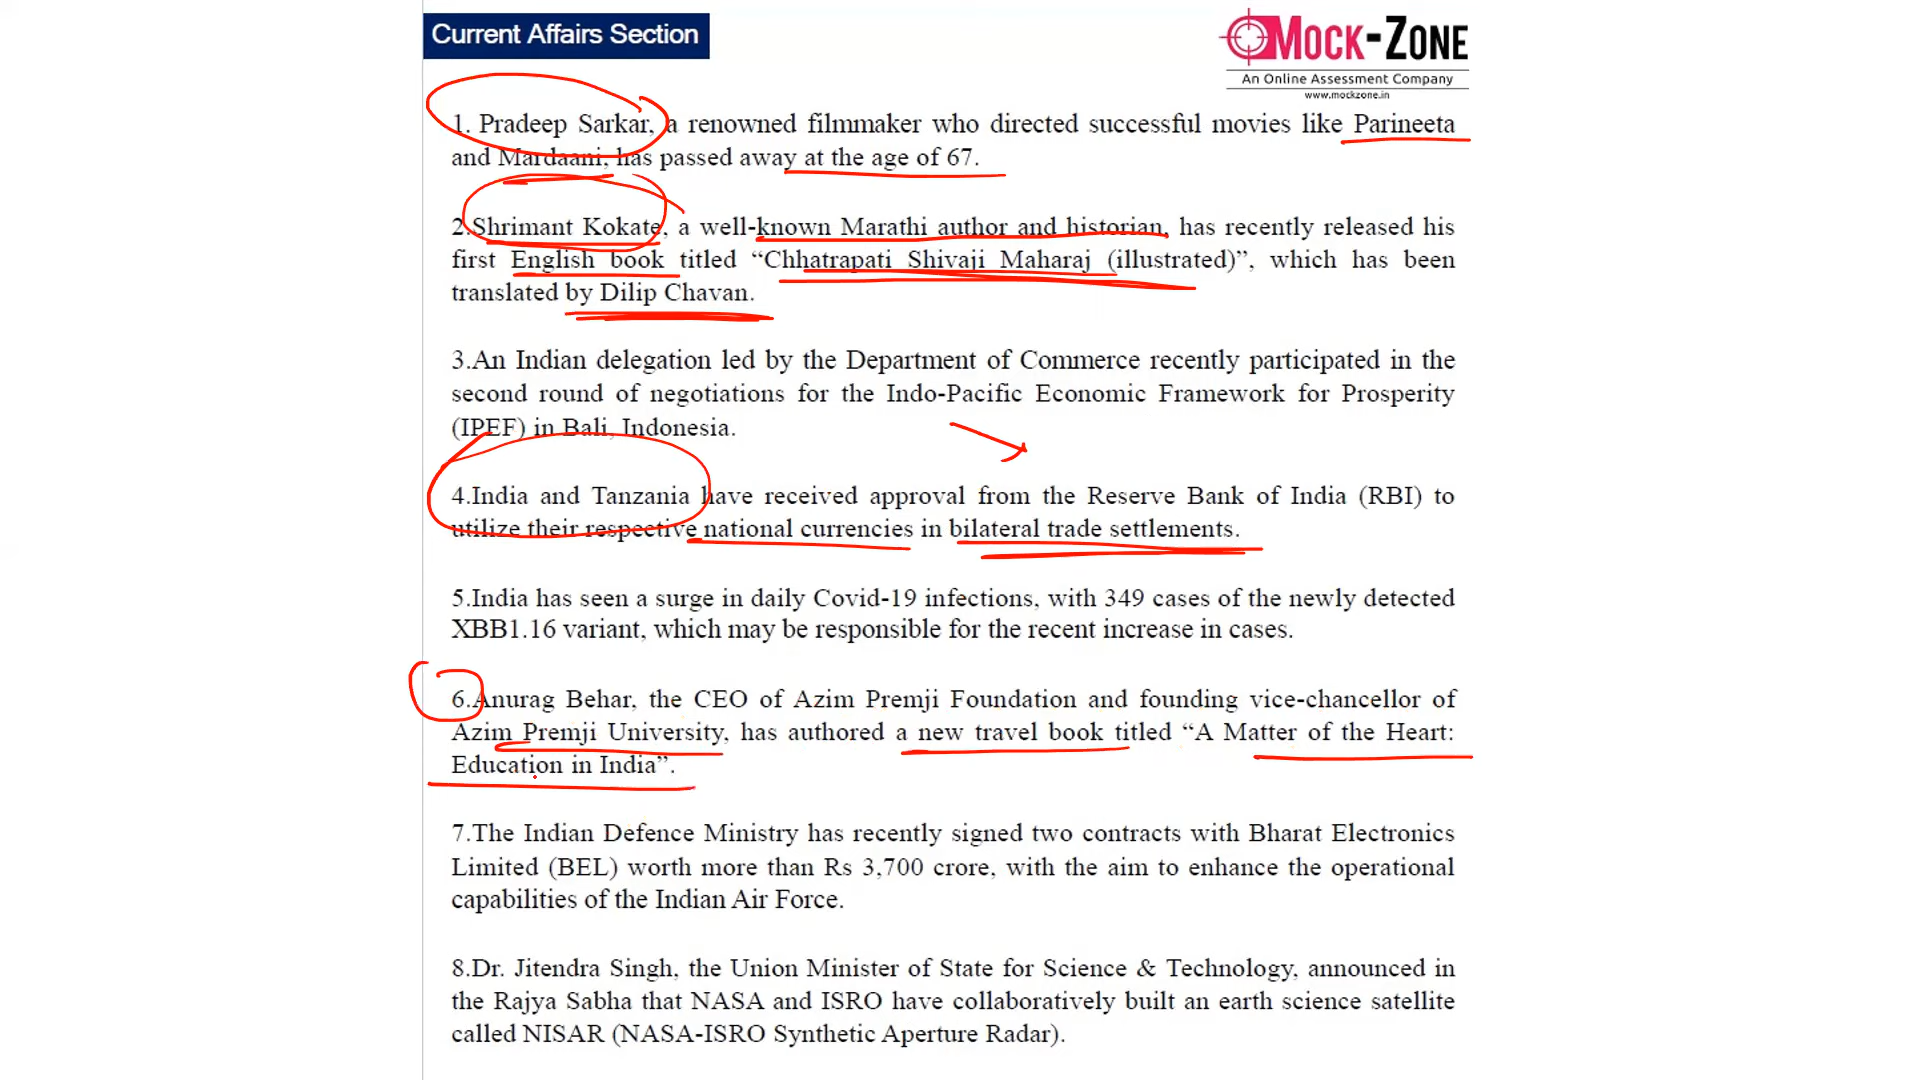 Current Affairs Section
MOCK-ZONE
An Online Assessment Company
www.mockzone.in
1. Pradeep Sarkar, a renowned filmmaker who directed successful movies like Parineeta
and Mardaani, has passed away at the age of 67.
2.Shrimant Kokate, a well-known Marathi author and historian, has recently released his
first English book titled “Chhatrapati Shivaji Maharaj (illustrated)”, which has been
translated by Dilip Chavan.
3.An Indian delegation led by the Department of Commerce recently participated in the
second round of negotiations for the Indo-Pacific Economic Framework for Prosperity
(IPEF) in Bali, Indonesia.
4.India and Tanzania have received approval from the Reserve Bank of India (RBI) to
utilize their respective national currencies in bilateral trade settlements.
5.India has seen a surge in daily Covid-19 infections, with 349 cases of the newly detected
XBB1.16 variant, which may be responsible for the recent increase in cases.
6.Anurag Behar, the CEO of Azim Premji Foundation and founding vice-chancellor of
Azim Premji University, has authored a new travel book titled “A Matter of the Heart:
Education in India”.
7.The Indian Defence Ministry has recently signed two contracts with Bharat Electronics
Limited (BEL) worth more than Rs 3,700 crore, with the aim to enhance the operational
capabilities of the Indian Air Force.
8.Dr. Jitendra Singh, the Union Minister of State for Science & Technology, announced in
the Rajya Sabha that NASA and ISRO have collaboratively built an earth science satellite
called NISAR (NASA-ISRO Synthetic Aperture Radar).